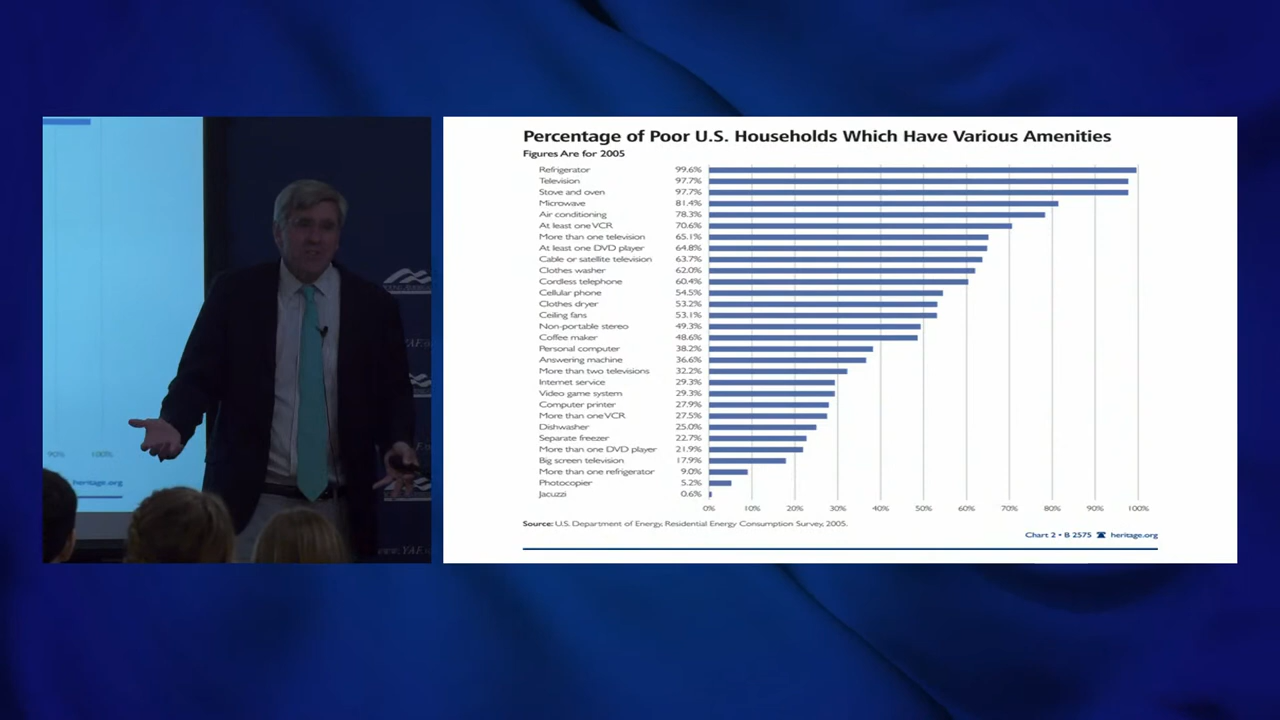 90% 100%
heritage.org
Percentage of Poor U.S. Households Which Have Various Amenities
Figures Are for 2005
Refrigerator 99.6%
Television 97.7%
Stove and oven 97.7%
Microwave 81.4%
Air conditioning 78.3%
At least one VCR 70.6%
More than one television 65.1%
At least one DVD player 64.8%
Cable or satellite television 63.7%
Clothes washer 62.0%
Cordless telephone 60.4%
Cellular phone 54.5%
Clothes dryer 53.2%
Ceiling fans 53.1%
Non-portable stereo 49.3%
Coffee maker 48.6%
Personal computer 38.2%
Answering machine 36.6%
More than two televisions 32.2%
Internet service 29.3%
Video game system 29.3%
Computer printer 27.9%
More than one VCR 27.5%
Dishwasher 25.0%
Separate freezer 22.7%
More than one DVD player 21.9%
Big screen television 17.9%
More than one refrigerator 9.0%
Photocopier 5.2%
Jacuzzi 0.6%
0% 10% 20% 30% 40% 50% 60% 70% 80% 90% 100%
Source: U.S. Department of Energy, Residential Energy Consumption Survey, 2005.
Chart 2 • B 2575 heritage.org